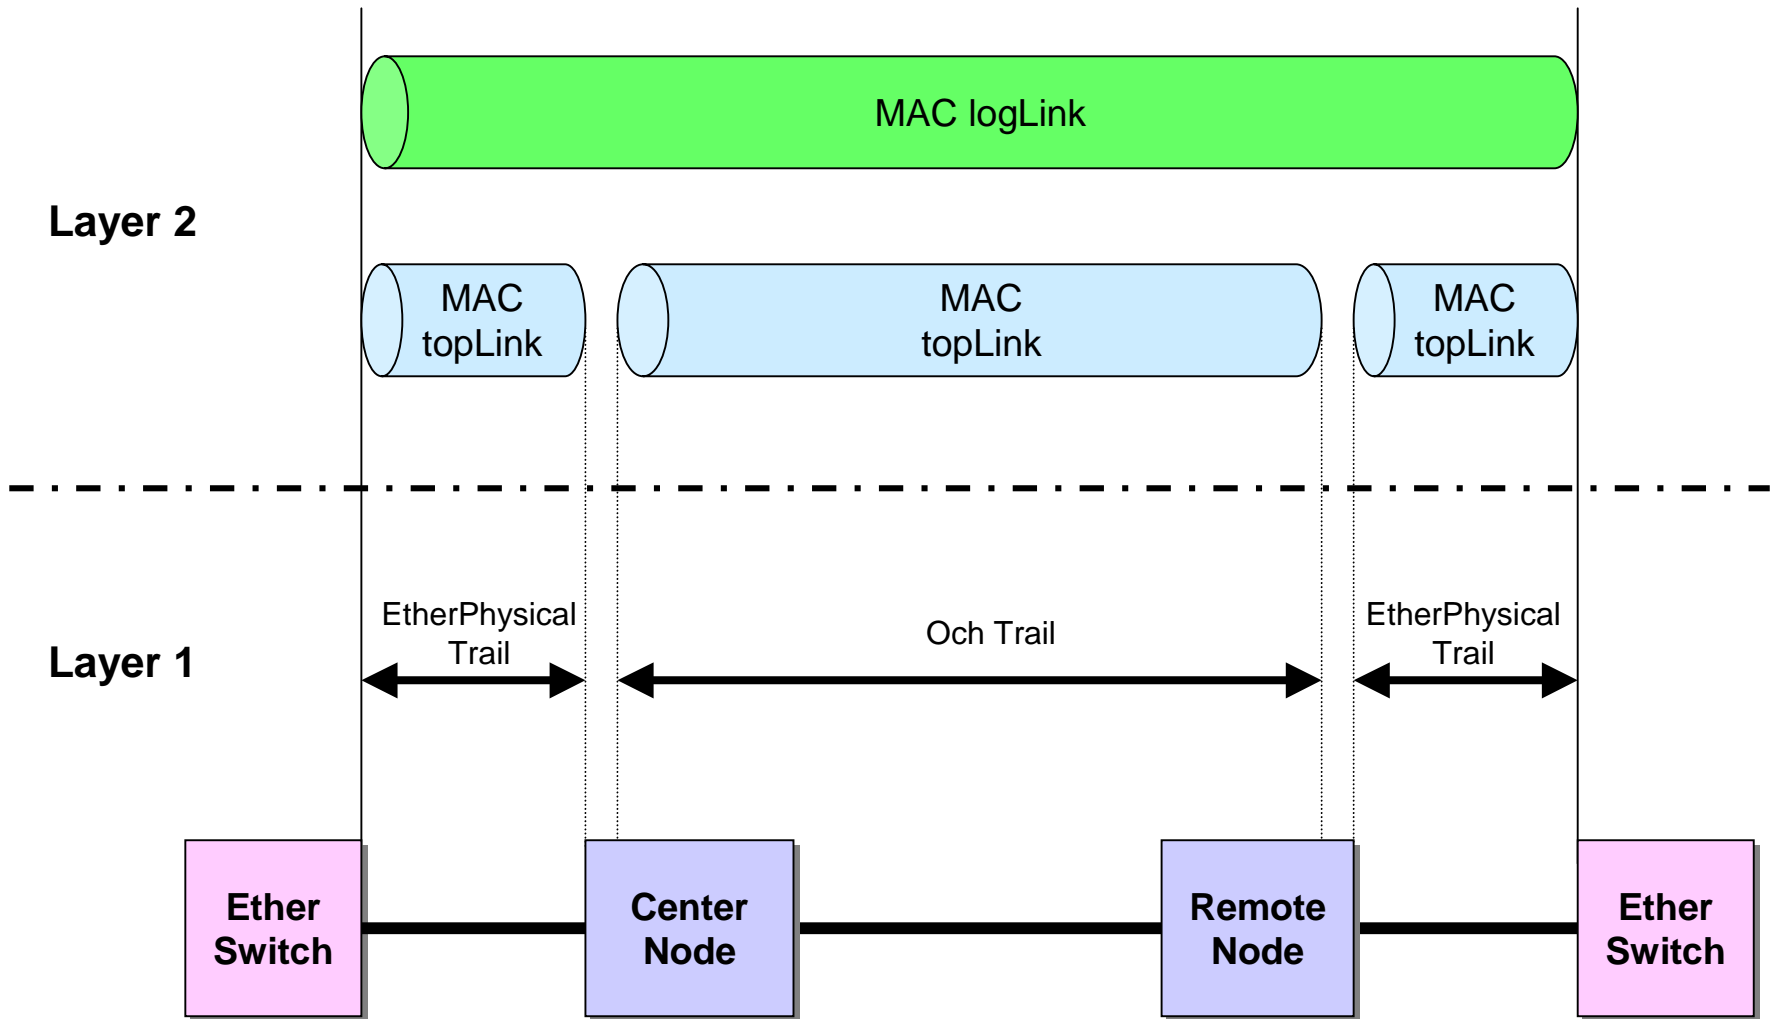 MAC logLink
Layer 2
MAC
topLink
MAC
topLink
MAC
topLink
EtherPhysical
Trail
Och Trail
EtherPhysical
Trail
Layer 1
Ether
Switch
Center
Node
Remote
Node
Ether
Switch